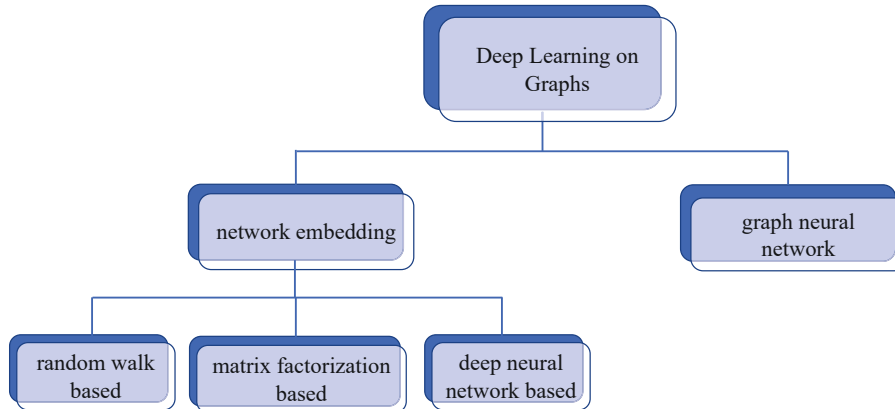 Deep Learning on
Graphs
network embedding
graph neural
network
random walk
based
matrix factorization
based
deep neural
network based